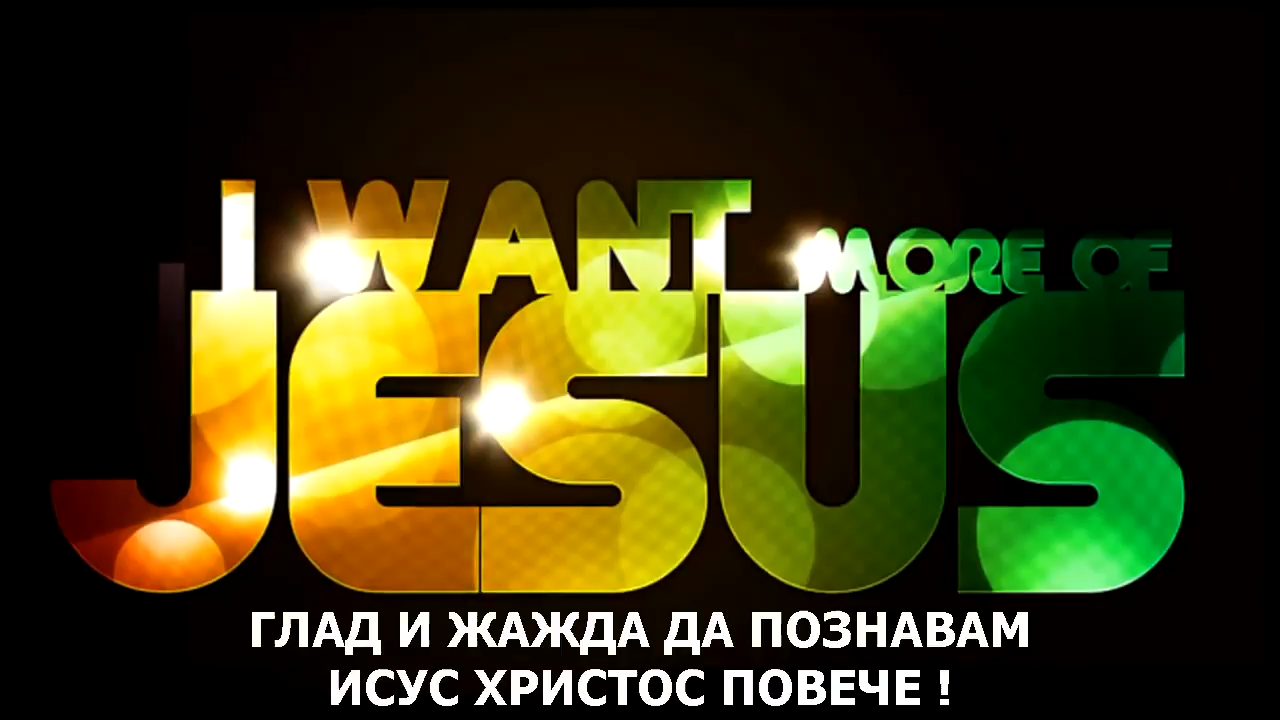 I WANT MORE OF
JESUS
ГЛАД И ЖАЖДА ДА ПОЗНАВАМ
ИСУС ХРИСТОС ПОВЕЧЕ !